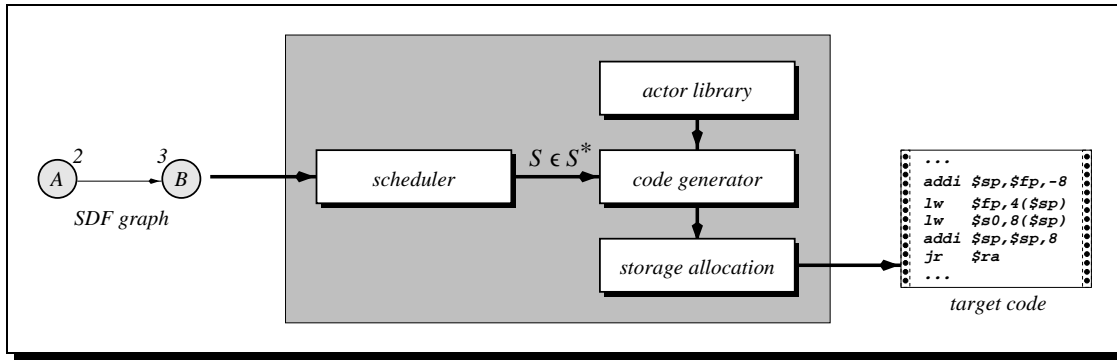 2
3
A
B
SDF graph
scheduler
S ϵ S*
actor library
code generator
storage allocation
...
addi $sp,$fp,-8
lw $fp,4($sp)
lw $s0,8($sp)
addi $sp,$sp,8
jr $ra
...
target code